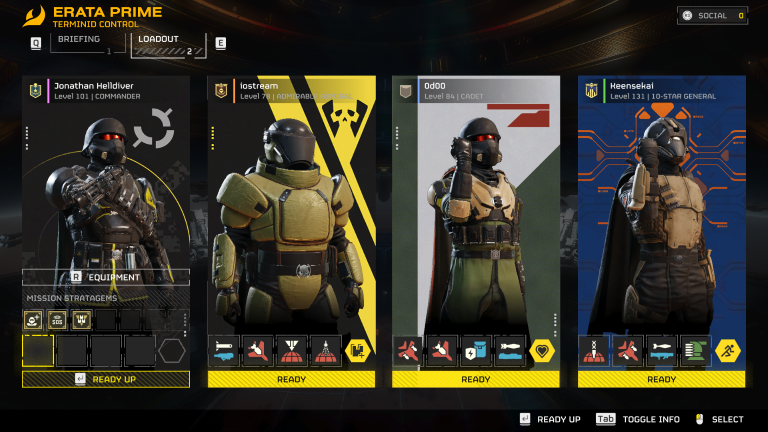 ERATA PRIME
TERMINID CONTROL
SOCIAL 0
Q BRIEFING 1 LOADOUT 2 E
Jonathan Helldiver
Level 101 | COMMANDER
iostream
Level 79 | ADMIRABLE
0d00
Level 84 | CADET
Heensekai
Level 131 | 10-STAR GENERAL
R EQUIPMENT
MISSION STRATAGEMS
SOS
READY UP
READY
READY
READY
READY UP Tab TOGGLE INFO SELECT